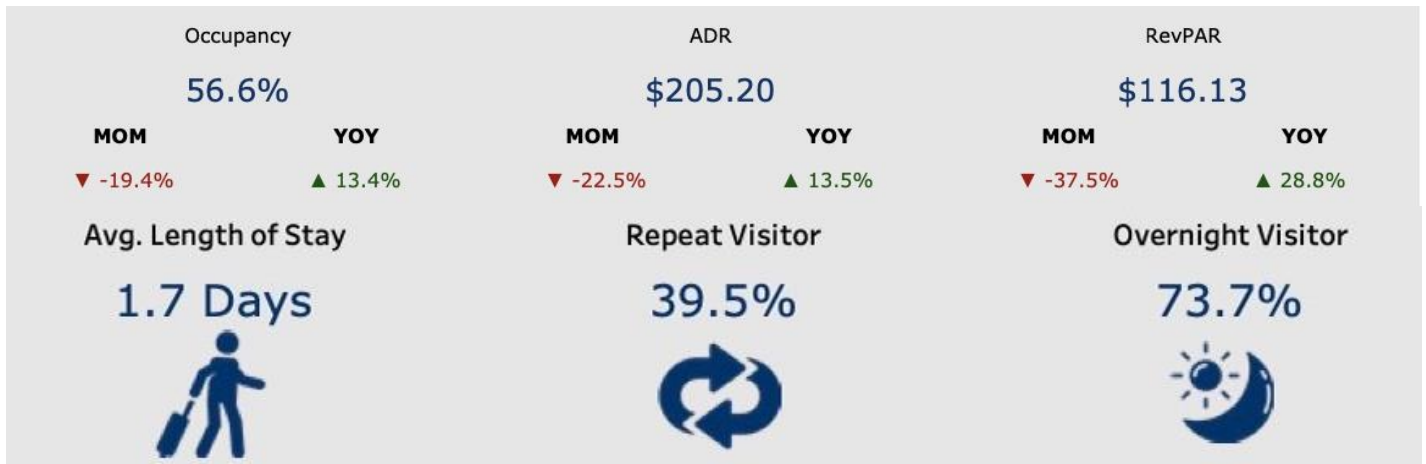 Occupancy ADR RevPAR
56.6% $205.20 $116.13
MOM YOY MOM YOY MOM YOY
▼ -19.4% ▲ 13.4% ▼ -22.5% ▲ 13.5% ▼ -37.5% ▲ 28.8%
Avg. Length of Stay Repeat Visitor Overnight Visitor
1.7 Days 39.5% 73.7%